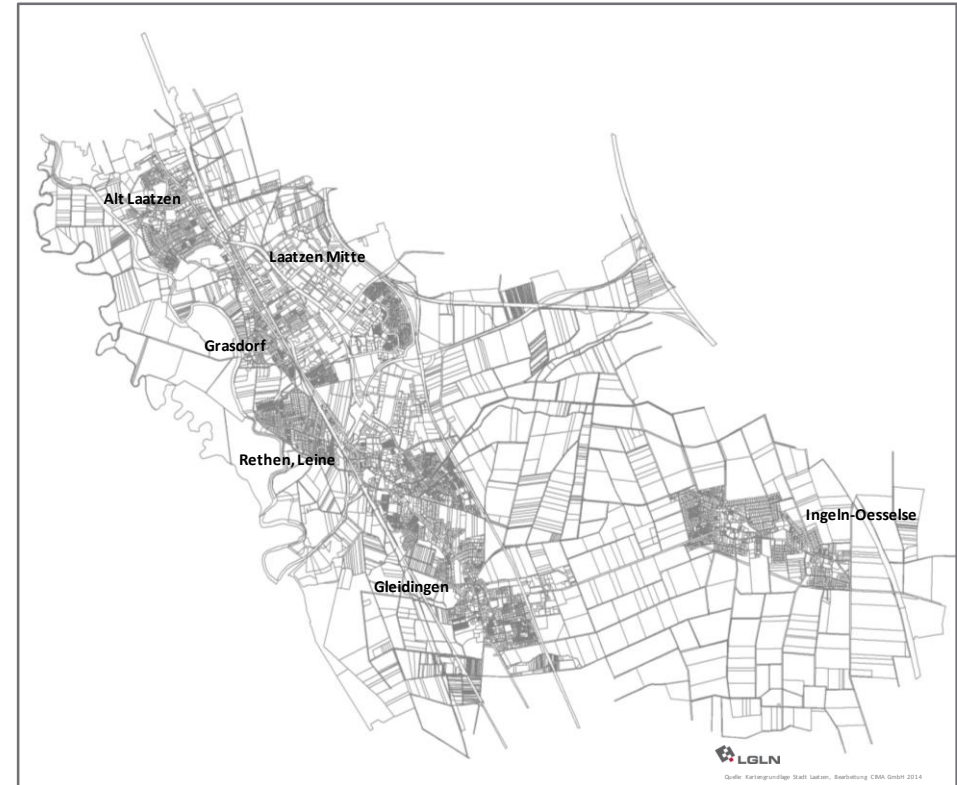 Alt Laatzen
Laatzen Mitte
Grasdorf
Rethen, Leine
Ingeln-Oesselse
Gleidingen
LGLN
Quelle: Kartengrundlage Stadt Laatzen, Bearbeitung CIMA GmbH 2014